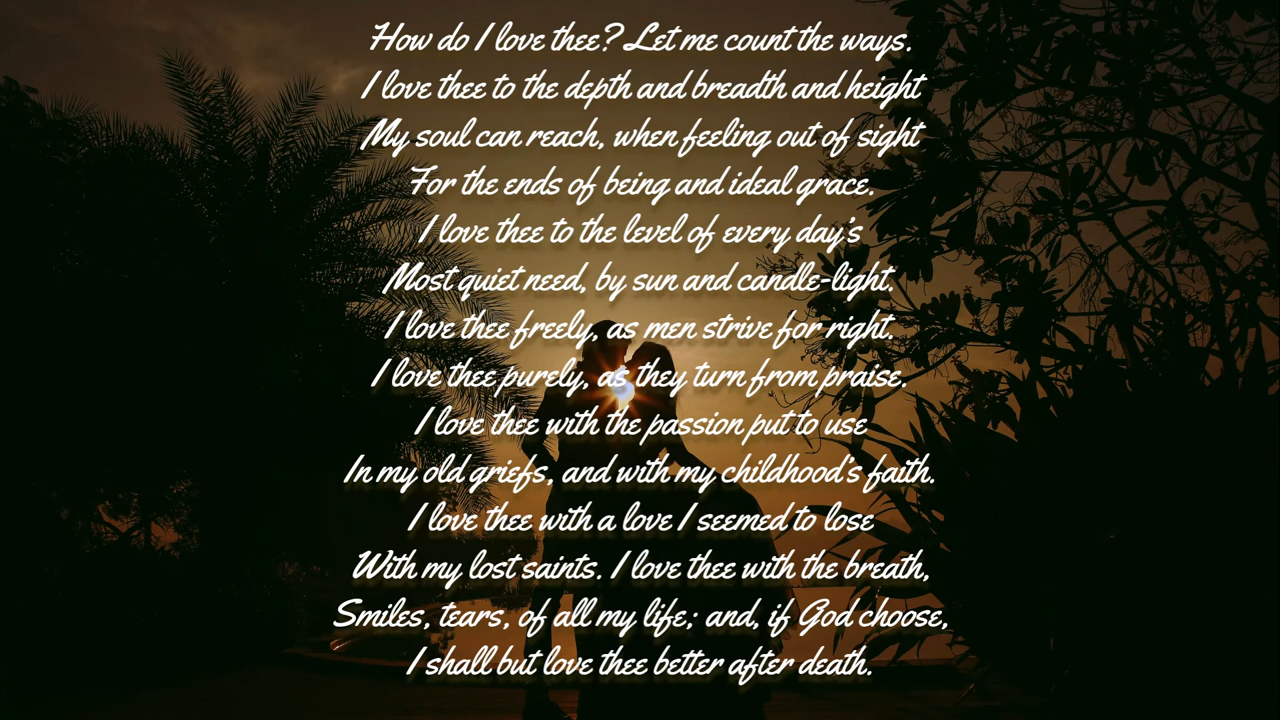 How do I love thee? Let me count the ways.
I love thee to the depth and breadth and height
My soul can reach, when feeling out of sight
For the ends of being and ideal grace.
I love thee to the level of every day's
Most quiet need, by sun and candle-light.
I love thee freely, as men strive for right.
I love thee purely, as they turn from praise.
I love thee with the passion put to use
In my old griefs, and with my childhood's faith.
I love thee with a love I seemed to lose
With my lost saints. I love thee with the breath,
Smiles, tears, of all my life; and, if God choose,
I shall but love thee better after death.